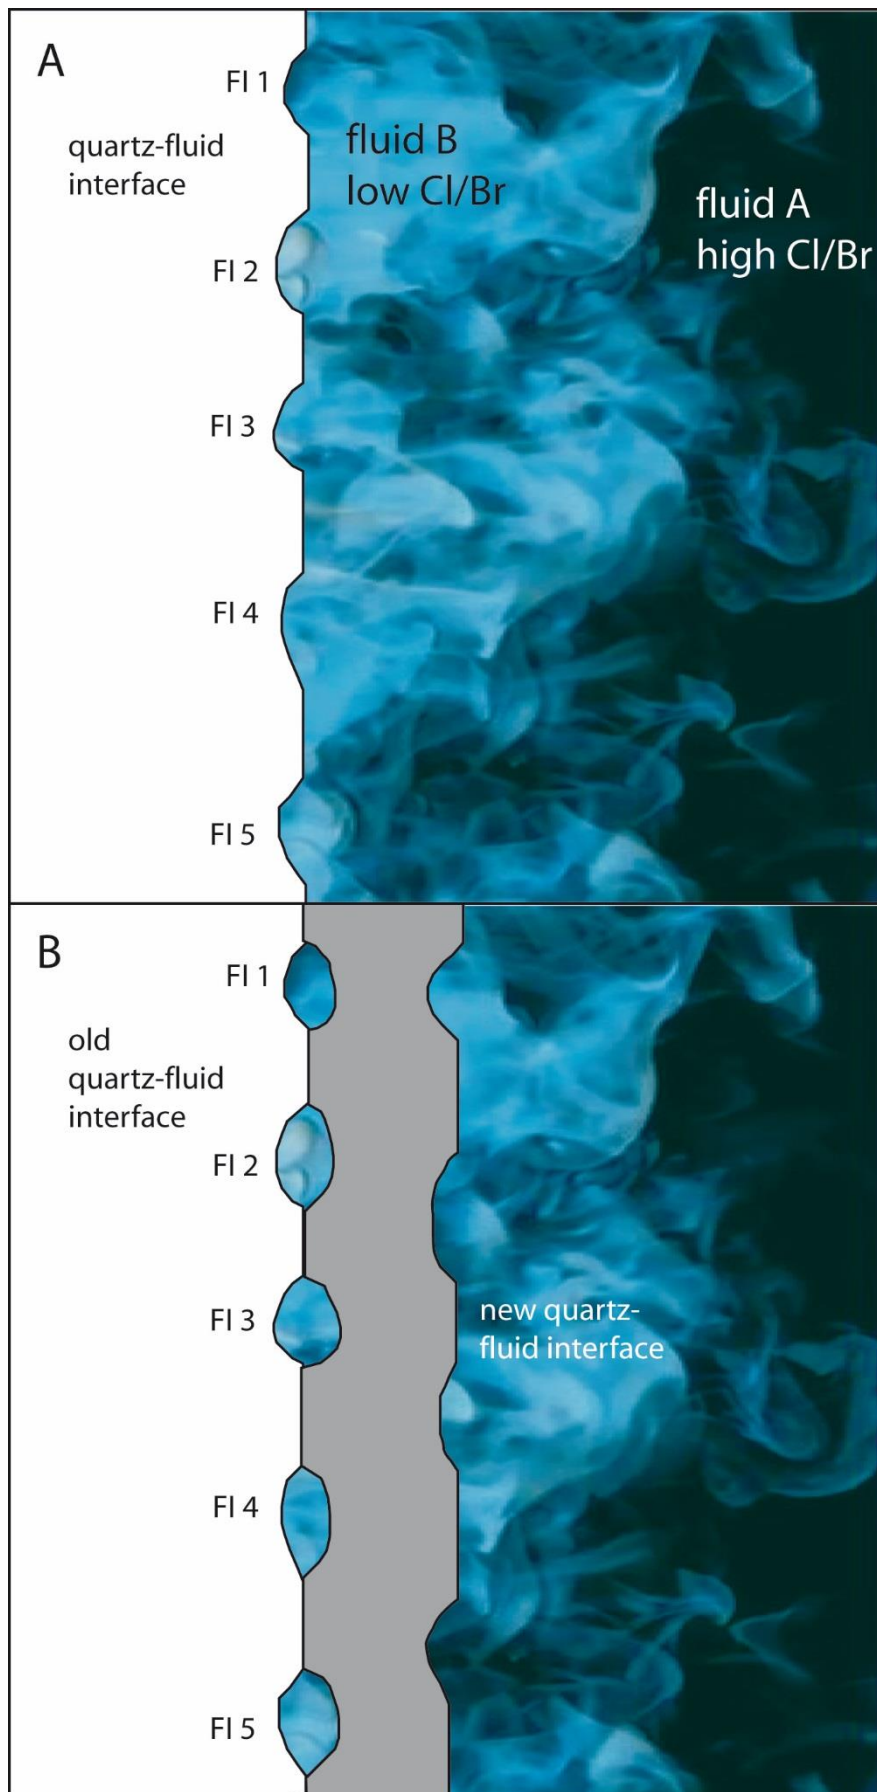 A
FI 1
quartz-fluid
interface
fluid B
low Cl/Br
fluid A
high Cl/Br
FI 2
FI 3
FI 4
FI 5
B
FI 1
old
quartz-fluid
interface
FI 2
FI 3
new quartz-
fluid interface
FI 4
FI 5